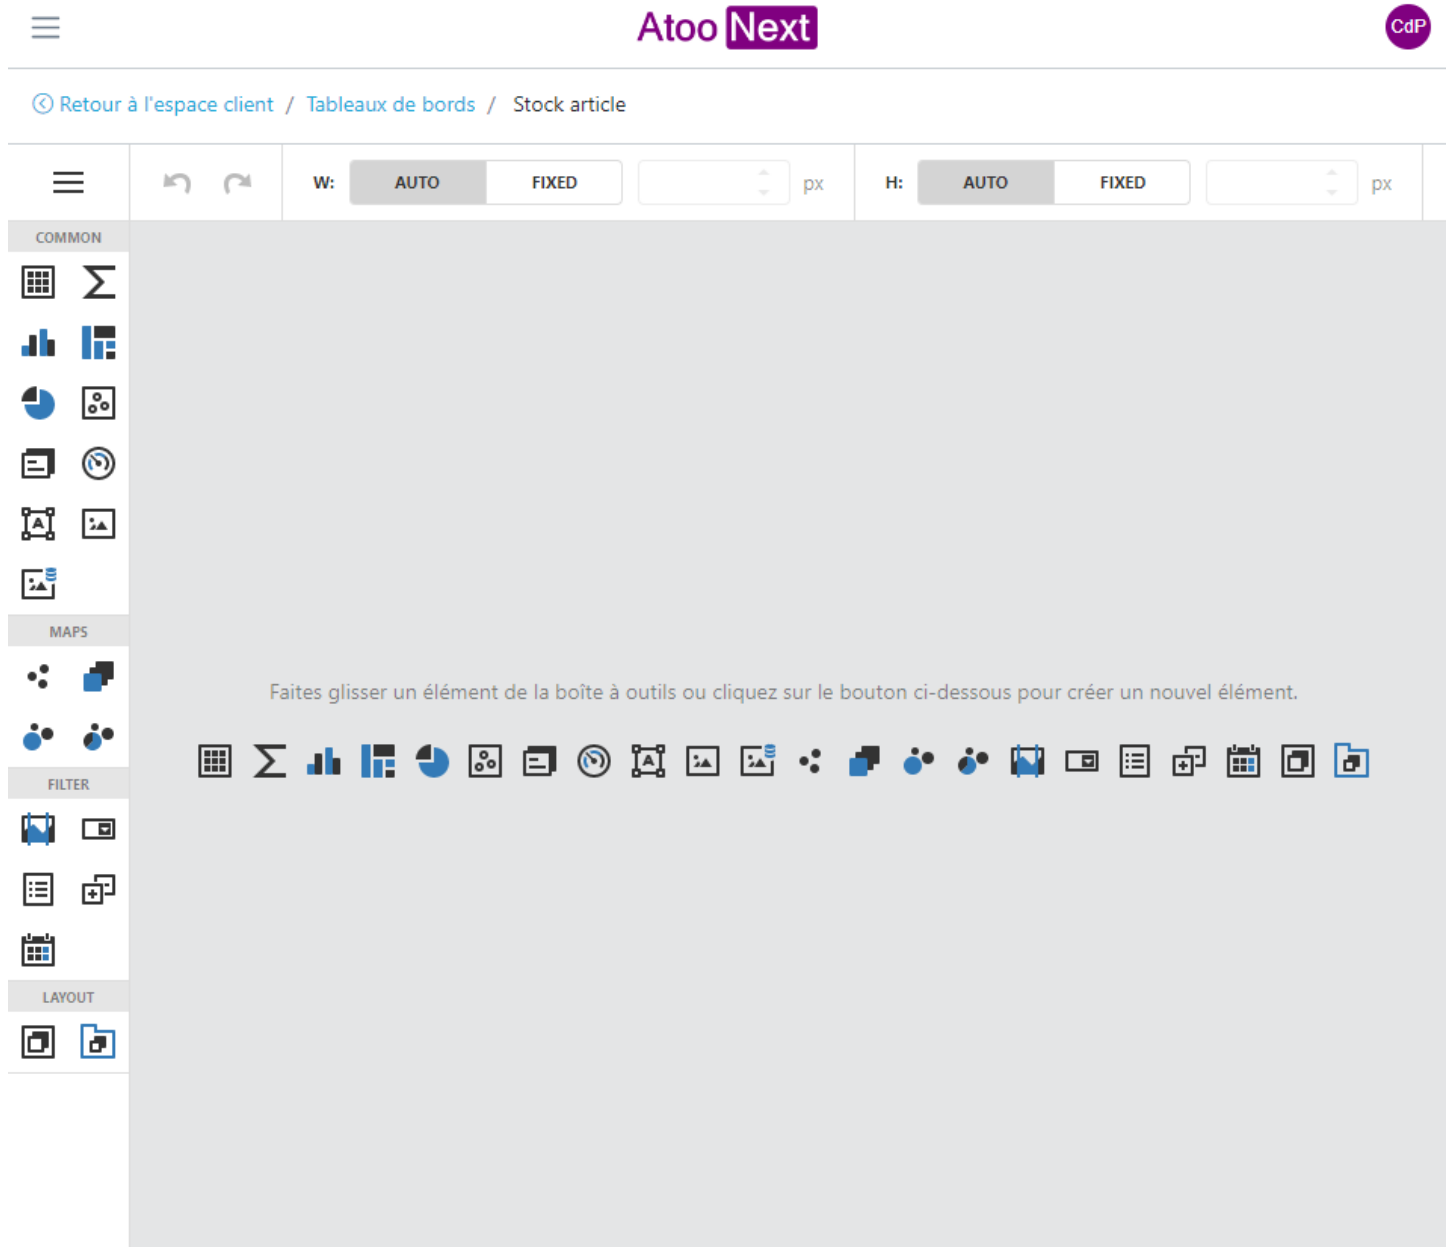 Atoo Next
CdP
Retour à l'espace client / Tableaux de bords / Stock article
W: AUTO FIXED px H: AUTO FIXED px
COMMON
MAPS
FILTER
LAYOUT
Faites glisser un élément de la boîte à outils ou cliquez sur le bouton ci-dessous pour créer un nouvel élément.